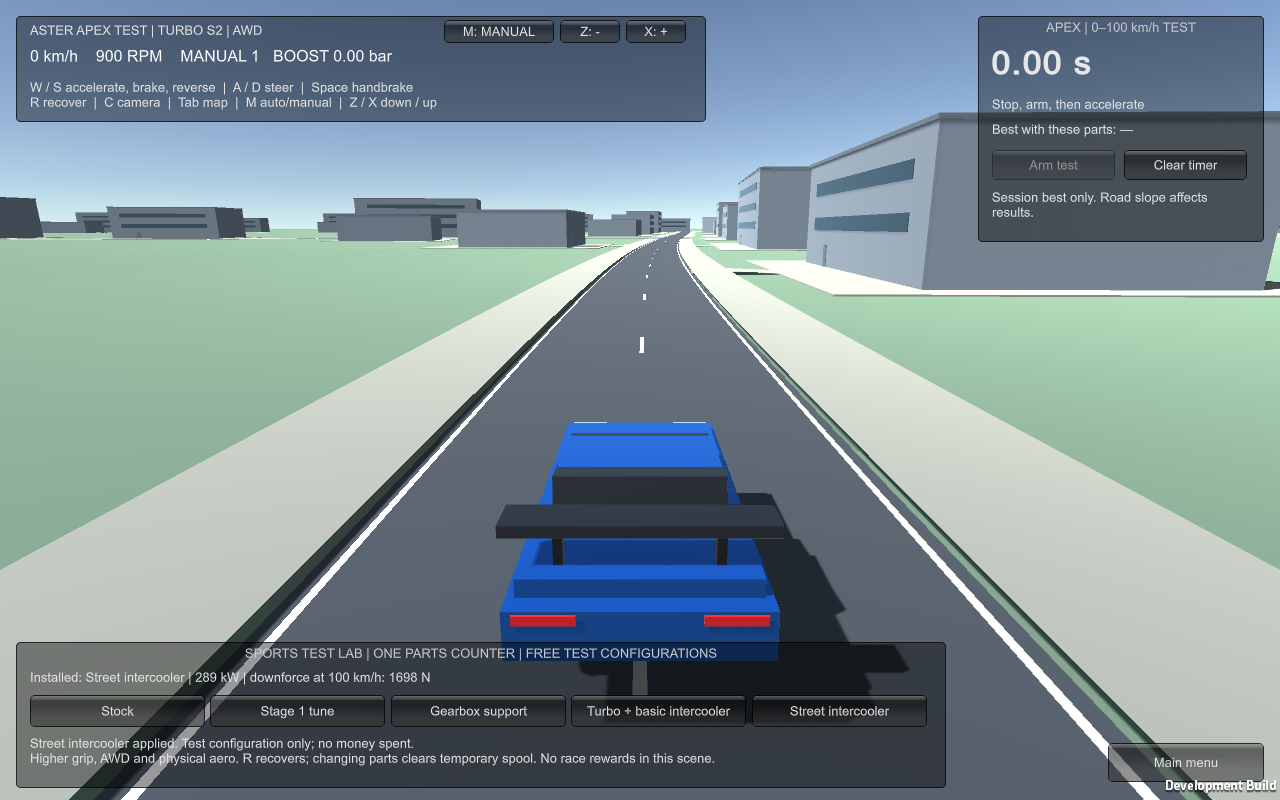 ASTER APEX TEST | TURBO S2 | AWD
M: MANUAL
Z: -
X: +
0 km/h 900 RPM MANUAL 1 BOOST 0.00 bar
W / S accelerate, brake, reverse | A / D steer | Space handbrake
R recover | C camera | Tab map | M auto/manual | Z / X down / up
APEX | 0–100 km/h TEST
0.00 s
Stop, arm, then accelerate
Best with these parts: —
Arm test
Clear timer
Session best only. Road slope affects
results.
SPORTS TEST LAB | ONE PARTS COUNTER | FREE TEST CONFIGURATIONS
Installed: Street intercooler | 289 kW | downforce at 100 km/h: 1698 N
Stock
Stage 1 tune
Gearbox support
Turbo + basic intercooler
Street intercooler
Street intercooler applied. Test configuration only; no money spent.
Higher grip, AWD and physical aero. R recovers; changing parts clears temporary spool. No race rewards in this scene.
Main menu
Development Build